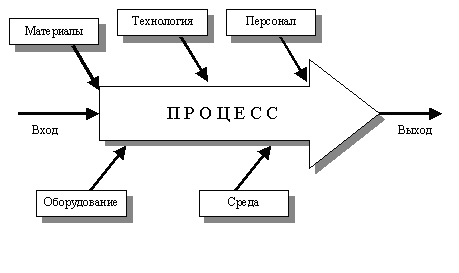 Материалы
Технология
Персонал
ПРОЦЕСС
Вход
Выход
Оборудование
Среда